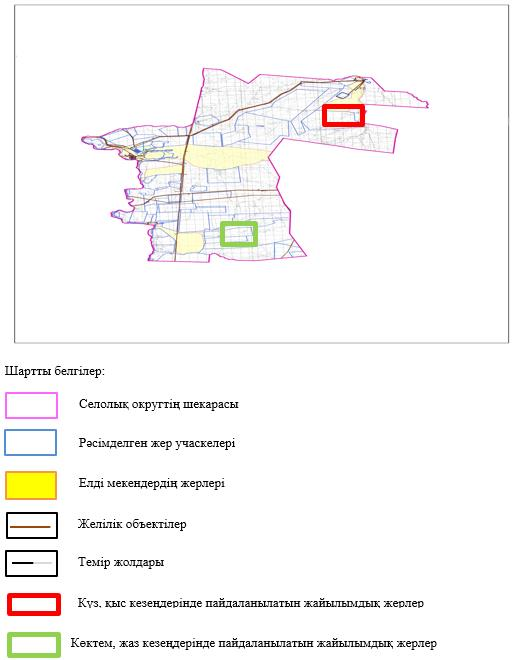 Шартты белгілер:
Селолық округтің шекарасы
Рәсімделген жер учаскелері
Елді мекендердің жерлері
Желілік объектілер
Темір жолдары
Күз, қыс кезеңдерінде пайдаланылатын жайылымдық жерлер
Көктем, жаз кезеңдерінде пайдаланылатын жайылымдық жерлер